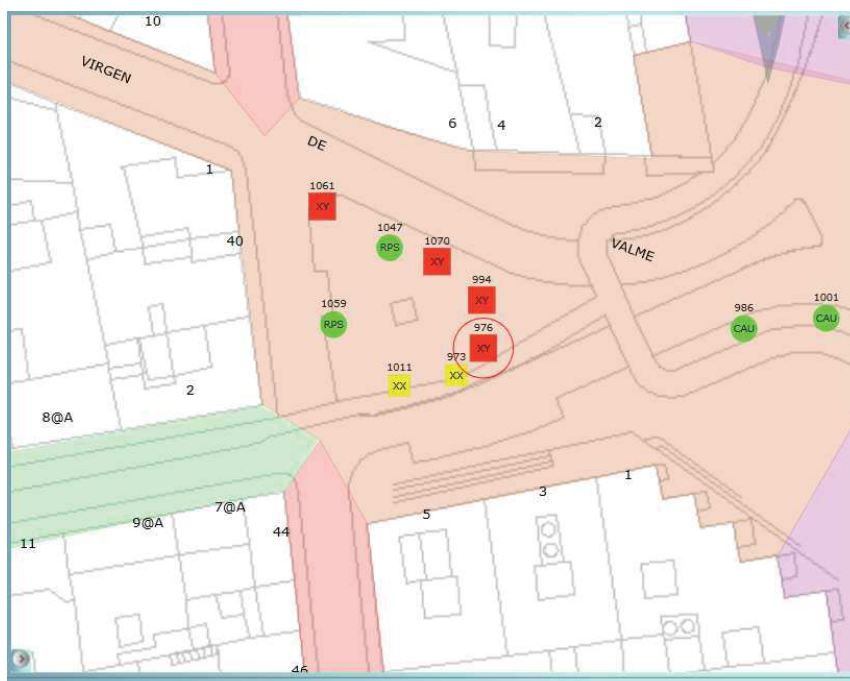 10
VIRGEN
DE
6
4
2
1
1061
XY
40
1047
RPS
1070
XY
VALME
994
XY
1059
RPS
976
XY
986
CAU
1001
CAU
973
XX
1011
XX
2
8@A
11
9@A
7@A
44
5
3
1
46